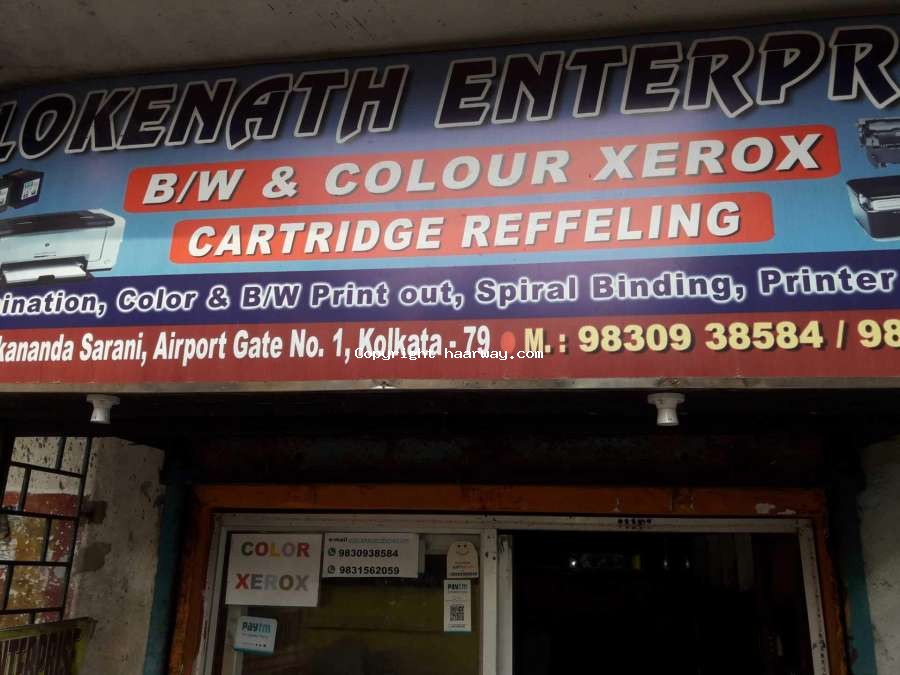 LOKENATH ENTERPR
B/W & COLOUR XEROX
CARTRIDGE REFFELING
ination, Color & B/W Print out, Spiral Binding, Printer
kananda Sarani, Airport Gate No. 1, Kolkata - 79 M. : 98309 38584 / 98
Copyright haarway.com
COLOR
XEROX
e-mail
9830938584
9831562059
Paytm
Paytm